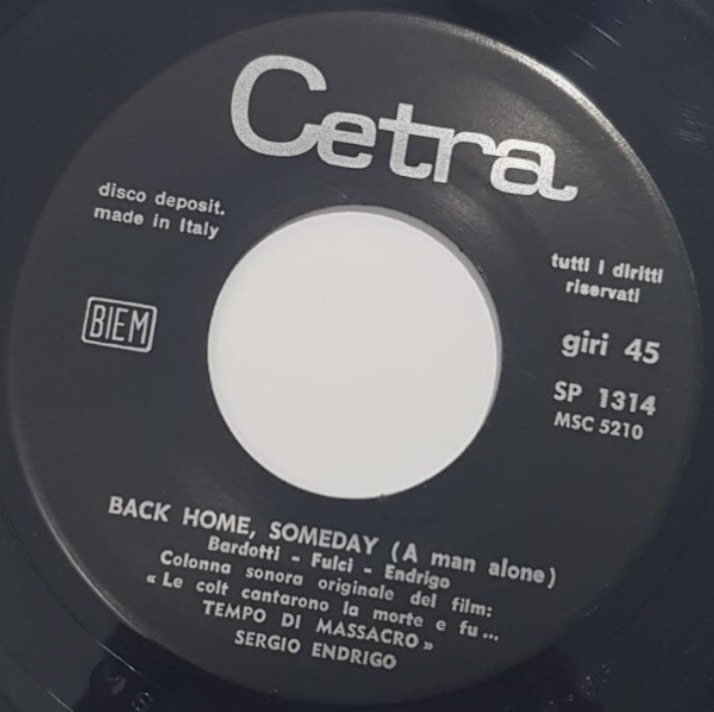 Cetra
disco deposit.
made in Italy
tutti i diritti
riservati
BIEM
giri 45
SP 1314
MSC 5210
BACK HOME, SOMEDAY (A man alone)
Bardotti - Fulci - Endrigo
Colonna sonora originale del film:
« Le colt cantarono la morte e fu...
TEMPO DI MASSACRO »
SERGIO ENDRIGO